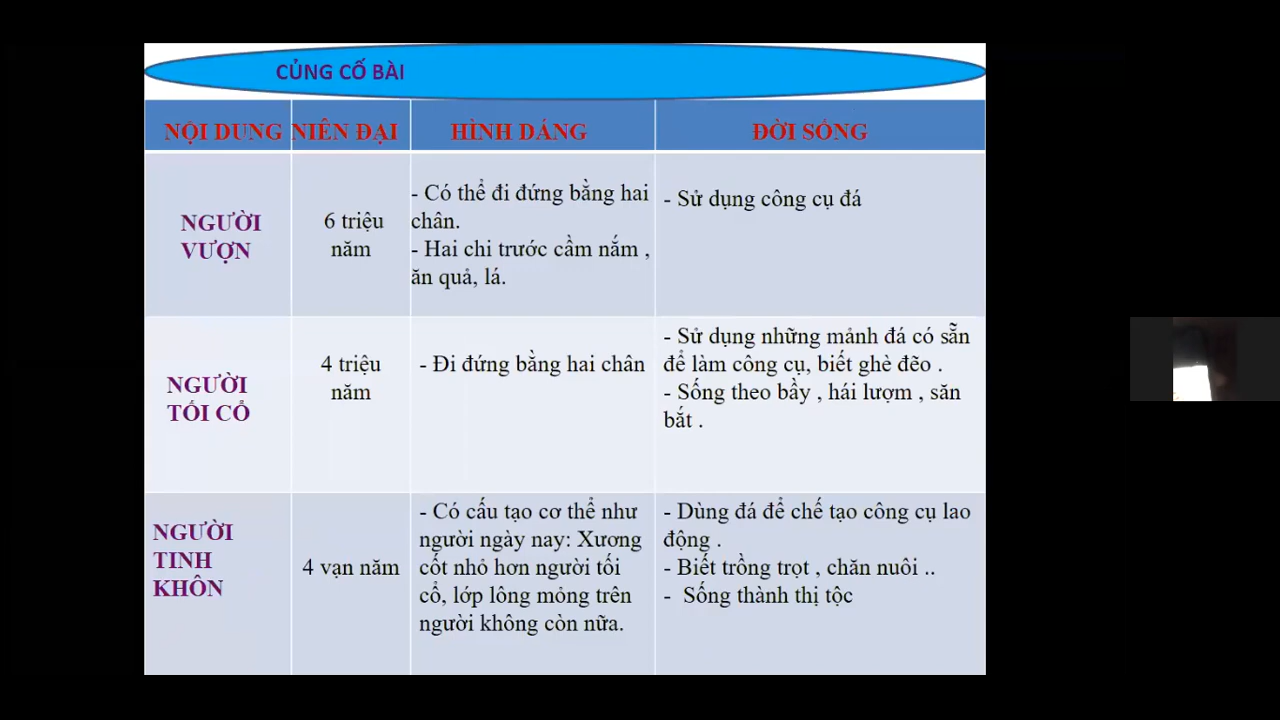 CỦNG CỐ BÀI
NỘI DUNG
NIÊN ĐẠI
HÌNH DÁNG
ĐỜI SỐNG
NGƯỜI
VƯỢN
6 triệu
năm
- Có thể đi đứng bằng hai
chân.
- Hai chi trước cầm nắm ,
ăn quả, lá.
- Sử dụng công cụ đá
NGƯỜI
TỐI CỔ
4 triệu
năm
- Đi đứng bằng hai chân
- Sử dụng những mảnh đá có sẵn
để làm công cụ, biết ghè đẽo .
- Sống theo bầy , hái lượm , săn
bắt .
NGƯỜI
TINH
KHÔN
4 vạn năm
- Có cấu tạo cơ thể như
người ngày nay: Xương
cốt nhỏ hơn người tối
cổ, lớp lông mỏng trên
người không còn nữa.
- Dùng đá để chế tạo công cụ lao
động .
- Biết trồng trọt , chăn nuôi ..
- Sống thành thị tộc